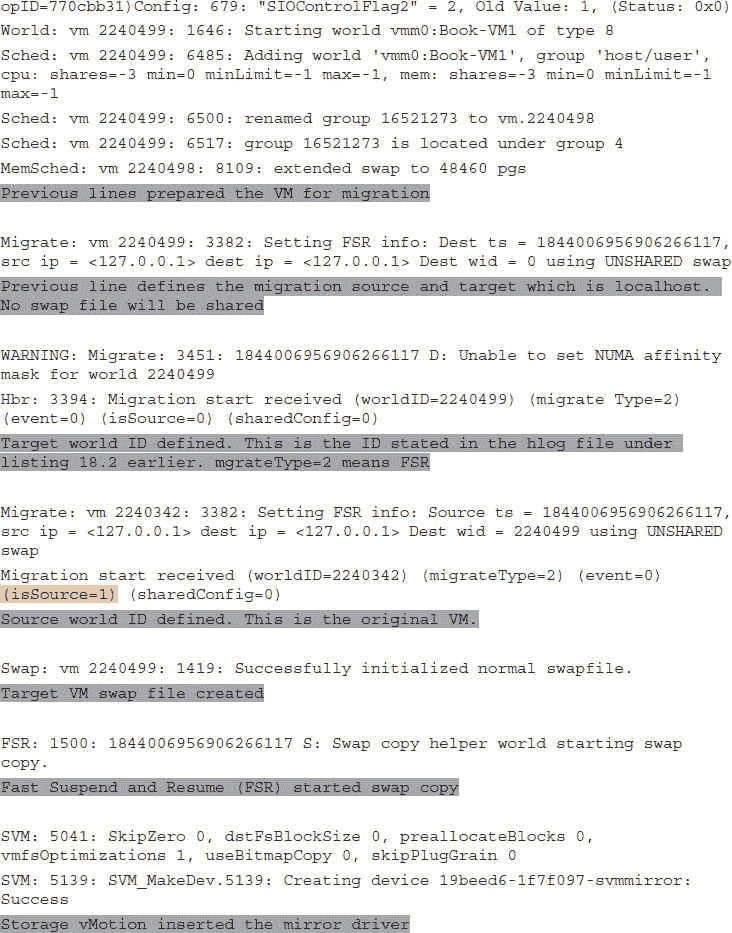 opID=770cbb31)Config: 679: "SIOControlFlag2" = 2, Old Value: 1, (Status: 0x0)
World: vm 2240499: 1646: Starting world vmm0:Book-VM1 of type 8
Sched: vm 2240499: 6485: Adding world 'vmm0:Book-VM1', group 'host/user',
cpu: shares=-3 min=0 minLimit=-1 max=-1, mem: shares=-3 min=0 minLimit=-1
max=-1
Sched: vm 2240499: 6500: renamed group 16521273 to vm.2240498
Sched: vm 2240499: 6517: group 16521273 is located under group 4
MemSched: vm 2240498: 8109: extended swap to 48460 pgs
Previous lines prepared the VM for migration
Migrate: vm 2240499: 3382: Setting FSR info: Dest ts = 1844006956906266117,
src ip = <127.0.0.1> dest ip = <127.0.0.1> Dest wid = 0 using UNSHARED swap
Previous line defines the migration source and target which is localhost.
No swap file will be shared
WARNING: Migrate: 3451: 1844006956906266117 D: Unable to set NUMA affinity
mask for world 2240499
Hbr: 3394: Migration start received (worldID=2240499) (migrate Type=2)
(event=0) (isSource=0) (sharedConfig=0)
Target world ID defined. This is the ID stated in the hlog file under
listing 18.2 earlier. mgrateType=2 means FSR
Migrate: vm 2240342: 3382: Setting FSR info: Source ts = 1844006956906266117,
src ip = <127.0.0.1> dest ip = <127.0.0.1> Dest wid = 2240499 using UNSHARED
swap
Migration start received (worldID=2240342) (migrateType=2) (event=0)
(isSource=1) (sharedConfig=0)
Source world ID defined. This is the original VM.
Swap: vm 2240499: 1419: Successfully initialized normal swapfile.
Target VM swap file created
FSR: 1500: 1844006956906266117 S: Swap copy helper world starting swap
copy.
Fast Suspend and Resume (FSR) started swap copy
SVM: 5041: SkipZero 0, dstFsBlockSize 0, preallocateBlocks 0,
vmfsOptimizations 1, useBitmapCopy 0, skipPlugGrain 0
SVM: 5139: SVM_MakeDev.5139: Creating device 19beed6-1f7f097-svmmirror:
Success
Storage vMotion inserted the mirror driver